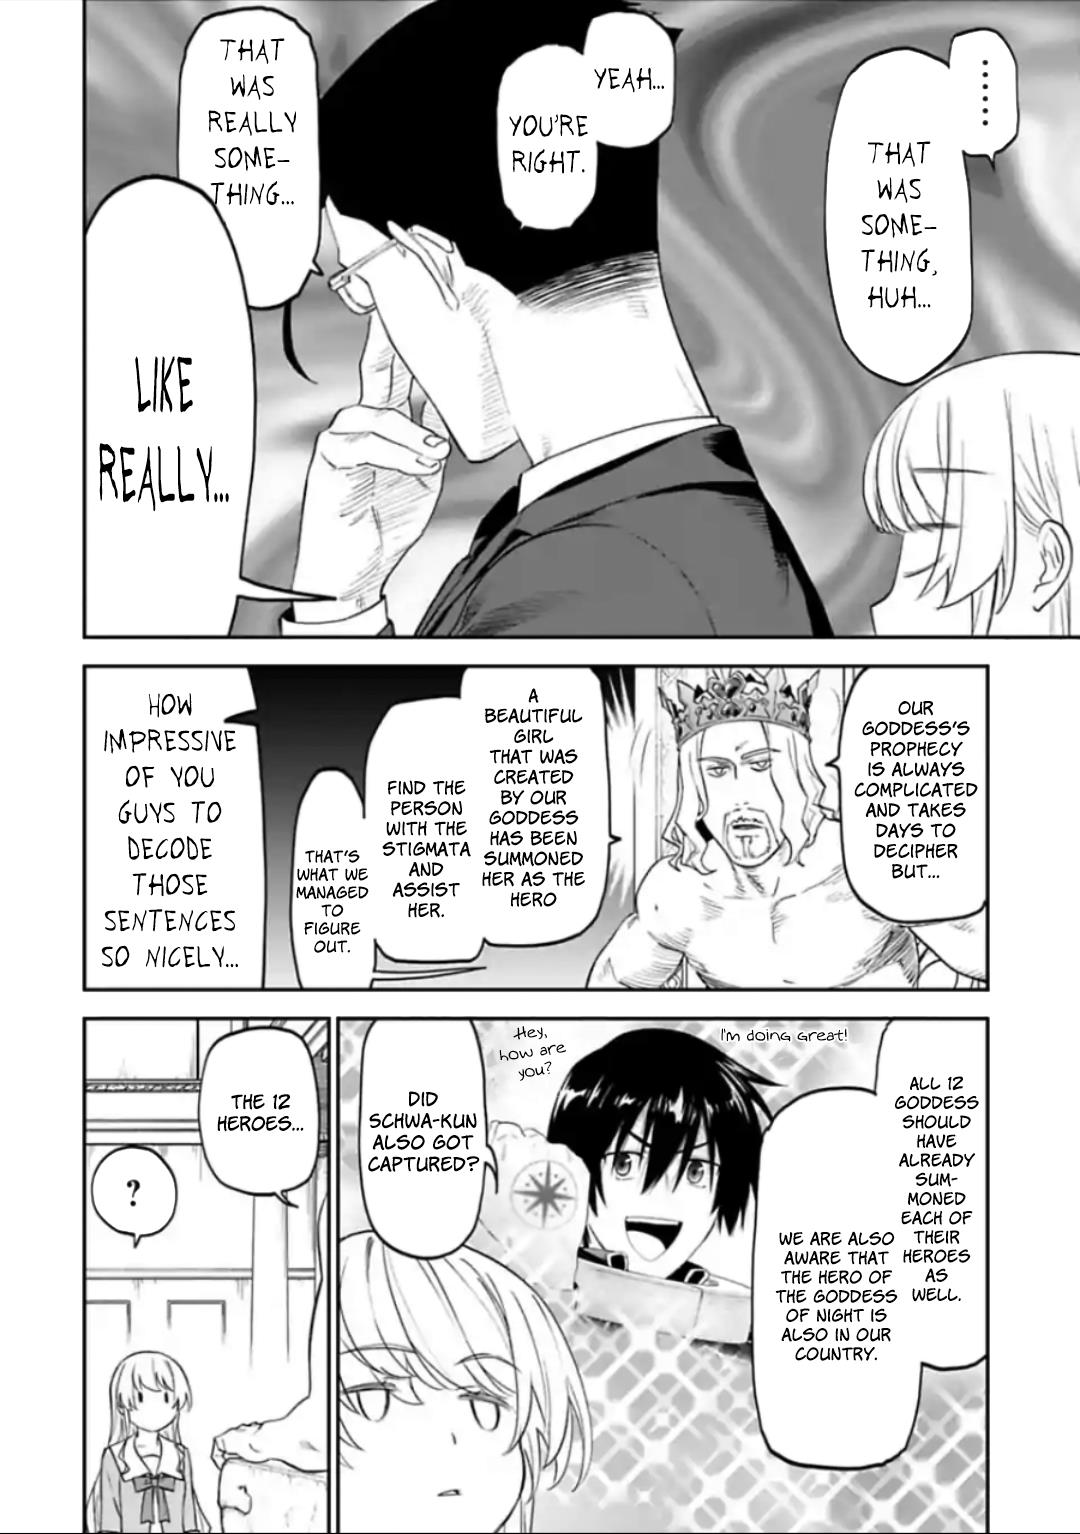 ......
THAT
WAS
SOME-
THING,
HUH...
YEAH...
YOU'RE
RIGHT.
THAT
WAS
REALLY
SOME-
THING...
LIKE
REALLY...
OUR
GODDESS'S
PROPHECY
IS ALWAYS
COMPLICATED
AND TAKES
DAYS TO
DECIPHER
BUT...
A
BEAUTIFUL
GIRL
THAT WAS
CREATED
BY OUR
GODDESS
HAS BEEN
SUMMONED
HER AS THE
HERO
FIND THE
PERSON
WITH THE
STIGMATA
AND
ASSIST
HER.
THAT'S
WHAT WE
MANAGED
TO
FIGURE
OUT.
HOW
IMPRESSIVE
OF YOU
GUYS TO
DECODE
THOSE
SENTENCES
SO NICELY...
ALL 12
GODDESS
SHOULD
HAVE
ALREADY
SUM-
MONED
EACH OF
THEIR
HEROES
AS
WELL.
WE ARE ALSO
AWARE THAT
THE HERO OF
THE GODDESS
OF NIGHT IS
ALSO IN OUR
COUNTRY.
I'm doing great!
Hey,
how are
you?
DID
SCHWA-KUN
ALSO GOT
CAPTURED?
THE 12
HEROES...
?